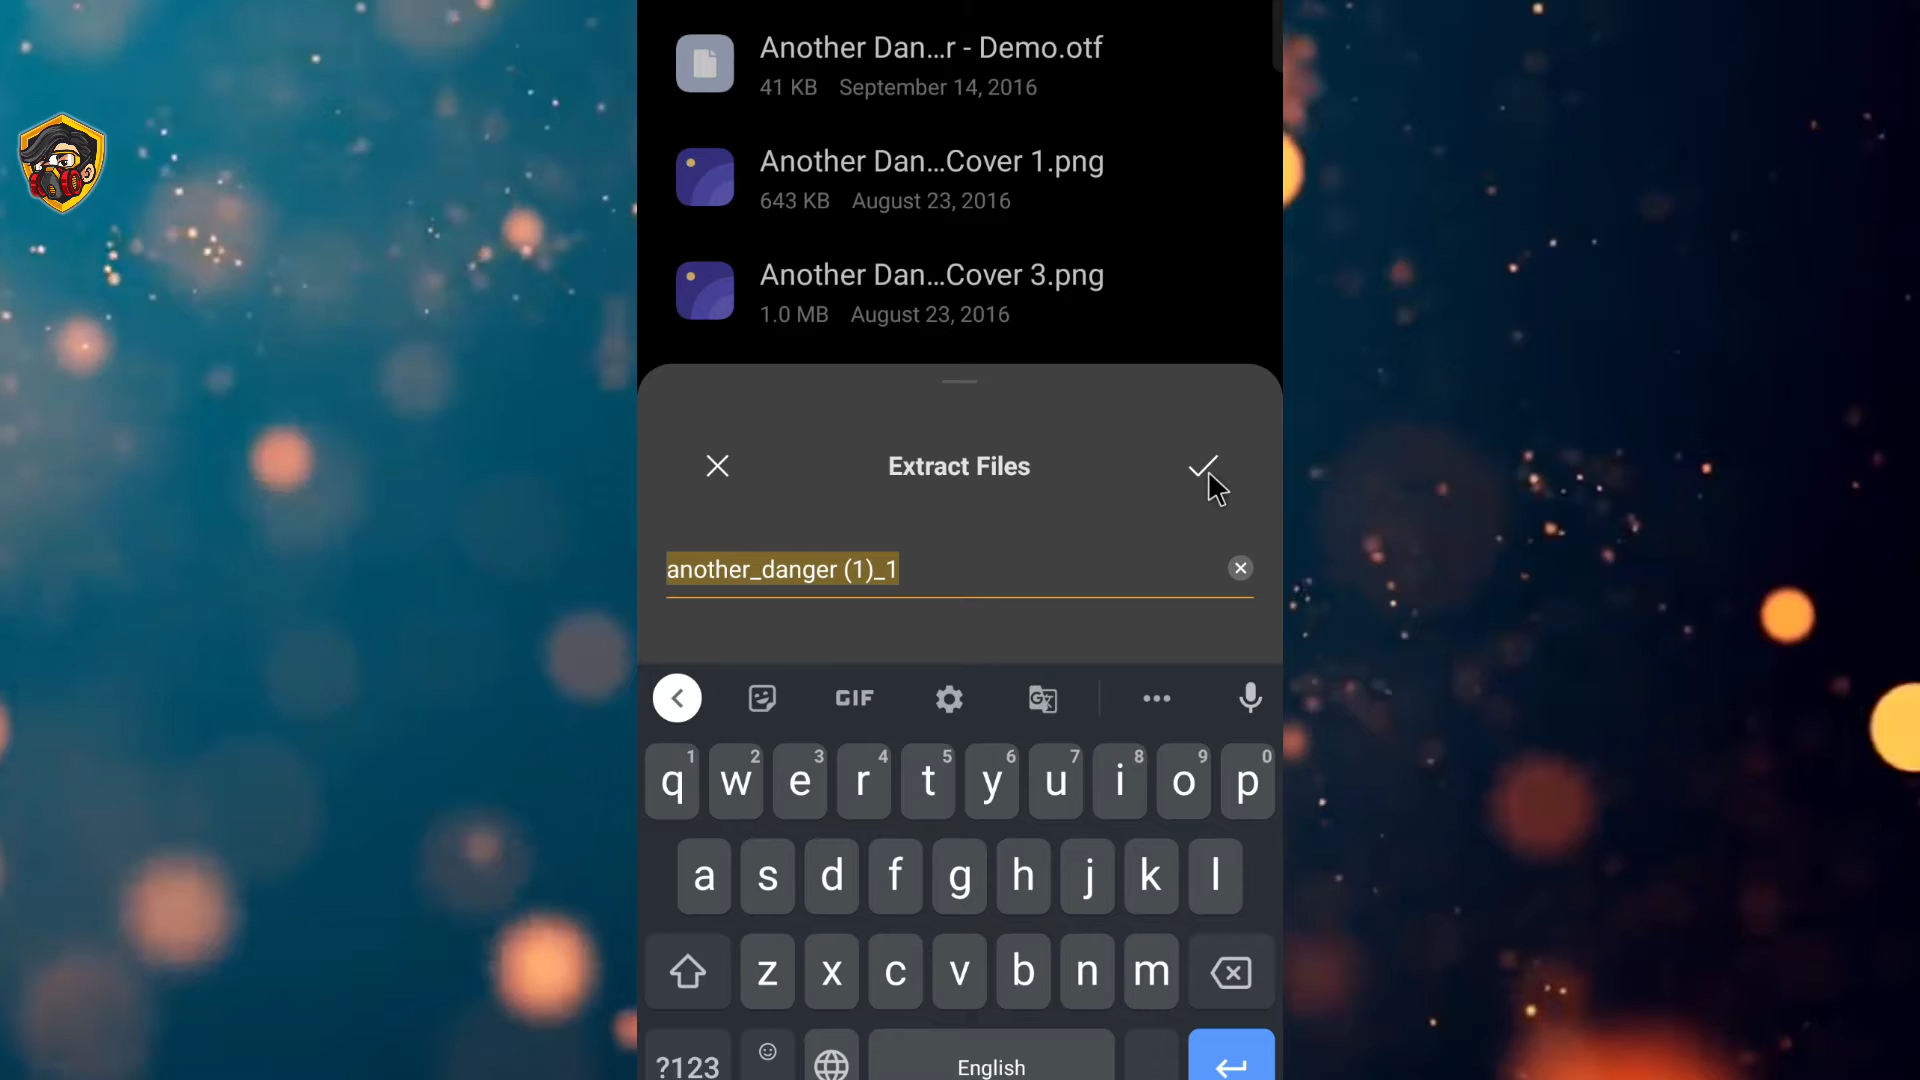 Another Dan...r - Demo.otf
41 KB September 14, 2016
Another Dan...Cover 1.png
643 KB August 23, 2016
Another Dan...Cover 3.png
1.0 MB August 23, 2016
Extract Files
another_danger (1)_1
GIF
1 2 3 4 5 6 7 8 9 0
q w e r t y u i o p
a s d f g h j k l
z x c v b n m
?123 English